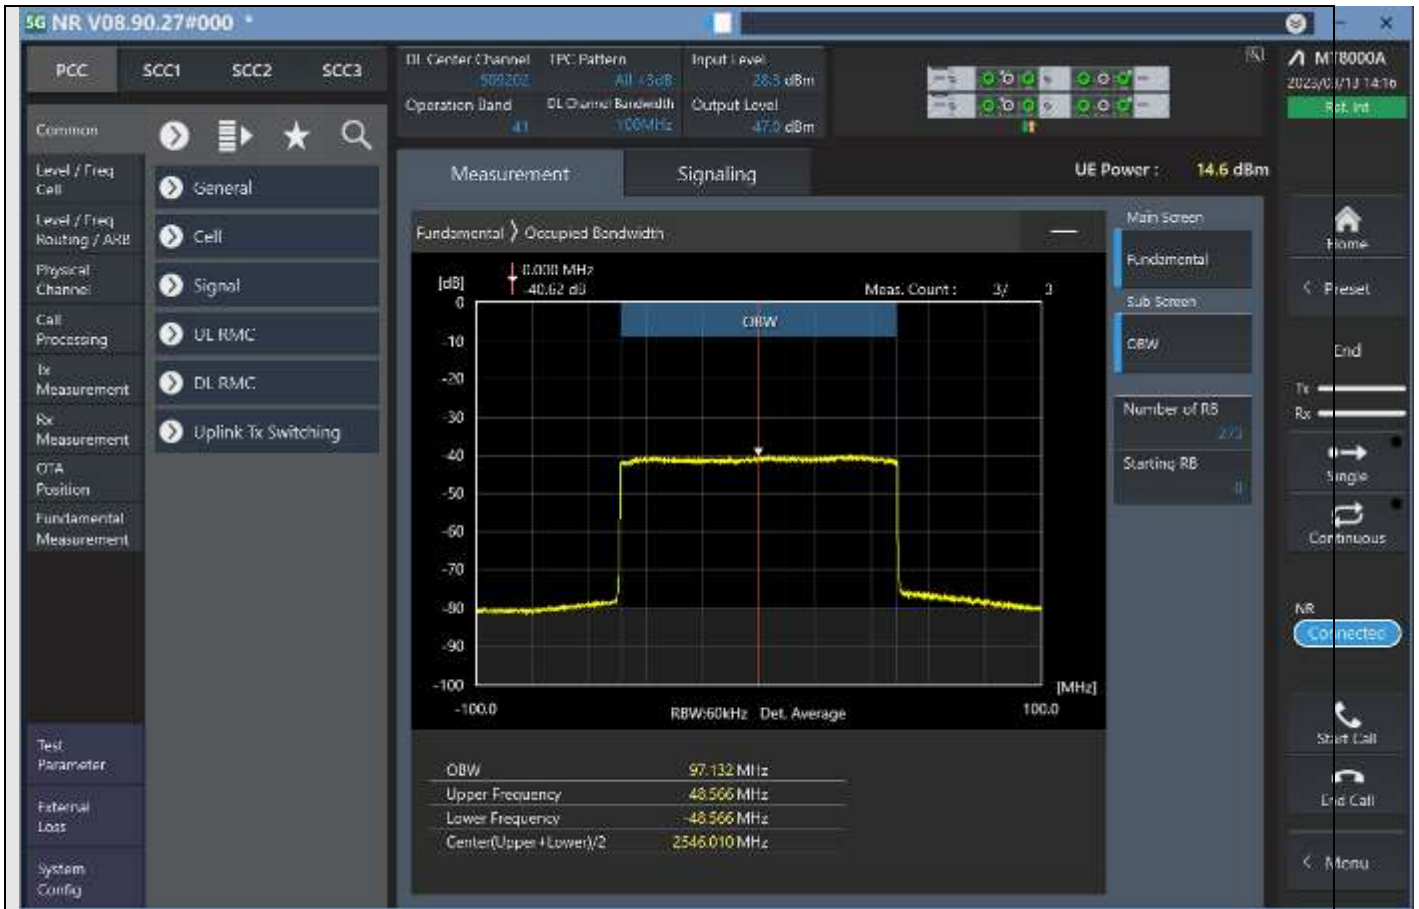 5G NR V08.90.27#000 *
PCC SCC1 SCC2 SCC3
DL Center Channel 509202
TPC Pattern All +3dB
Input Level 28.5 dBm
Operation Band 41
DL Channel Bandwidth 100MHz
Output Level -47.0 dBm
MT8000A
14:16
Ref. Int
Common
Level / Freq
Cell
Level / Freq
Routing / ARB
Physical
Channel
Call
Processing
Tx
Measurement
Rx
Measurement
OTA
Position
Fundamental
Measurement
Test
Parameter
External
Loss
System
Config
General
Cell
Signal
UL RMC
DL RMC
Uplink Tx Switching
Measurement Signaling
UE Power : 14.6 dBm
Fundamental Occupied Bandwidth
[dB]
0.000 MHz
-40.62 dB
Meas. Count : 3/ 3
OBW
0
-10
-20
-30
-40
-50
-60
-70
-80
-90
-100
-100.0
RBW:60kHz Det. Average
100.0
[MHz]
OBW 97.132 MHz
Upper Frequency 48.566 MHz
Lower Frequency -48.566 MHz
Center(Upper+Lower)/2 2546.010 MHz
Main Screen
Fundamental
Sub Screen
OBW
Number of RB
273
Starting RB
0
Home
Preset
End
Tx
Rx
Single
Continuous
NR
Connected
Start Call
End Call
Menu